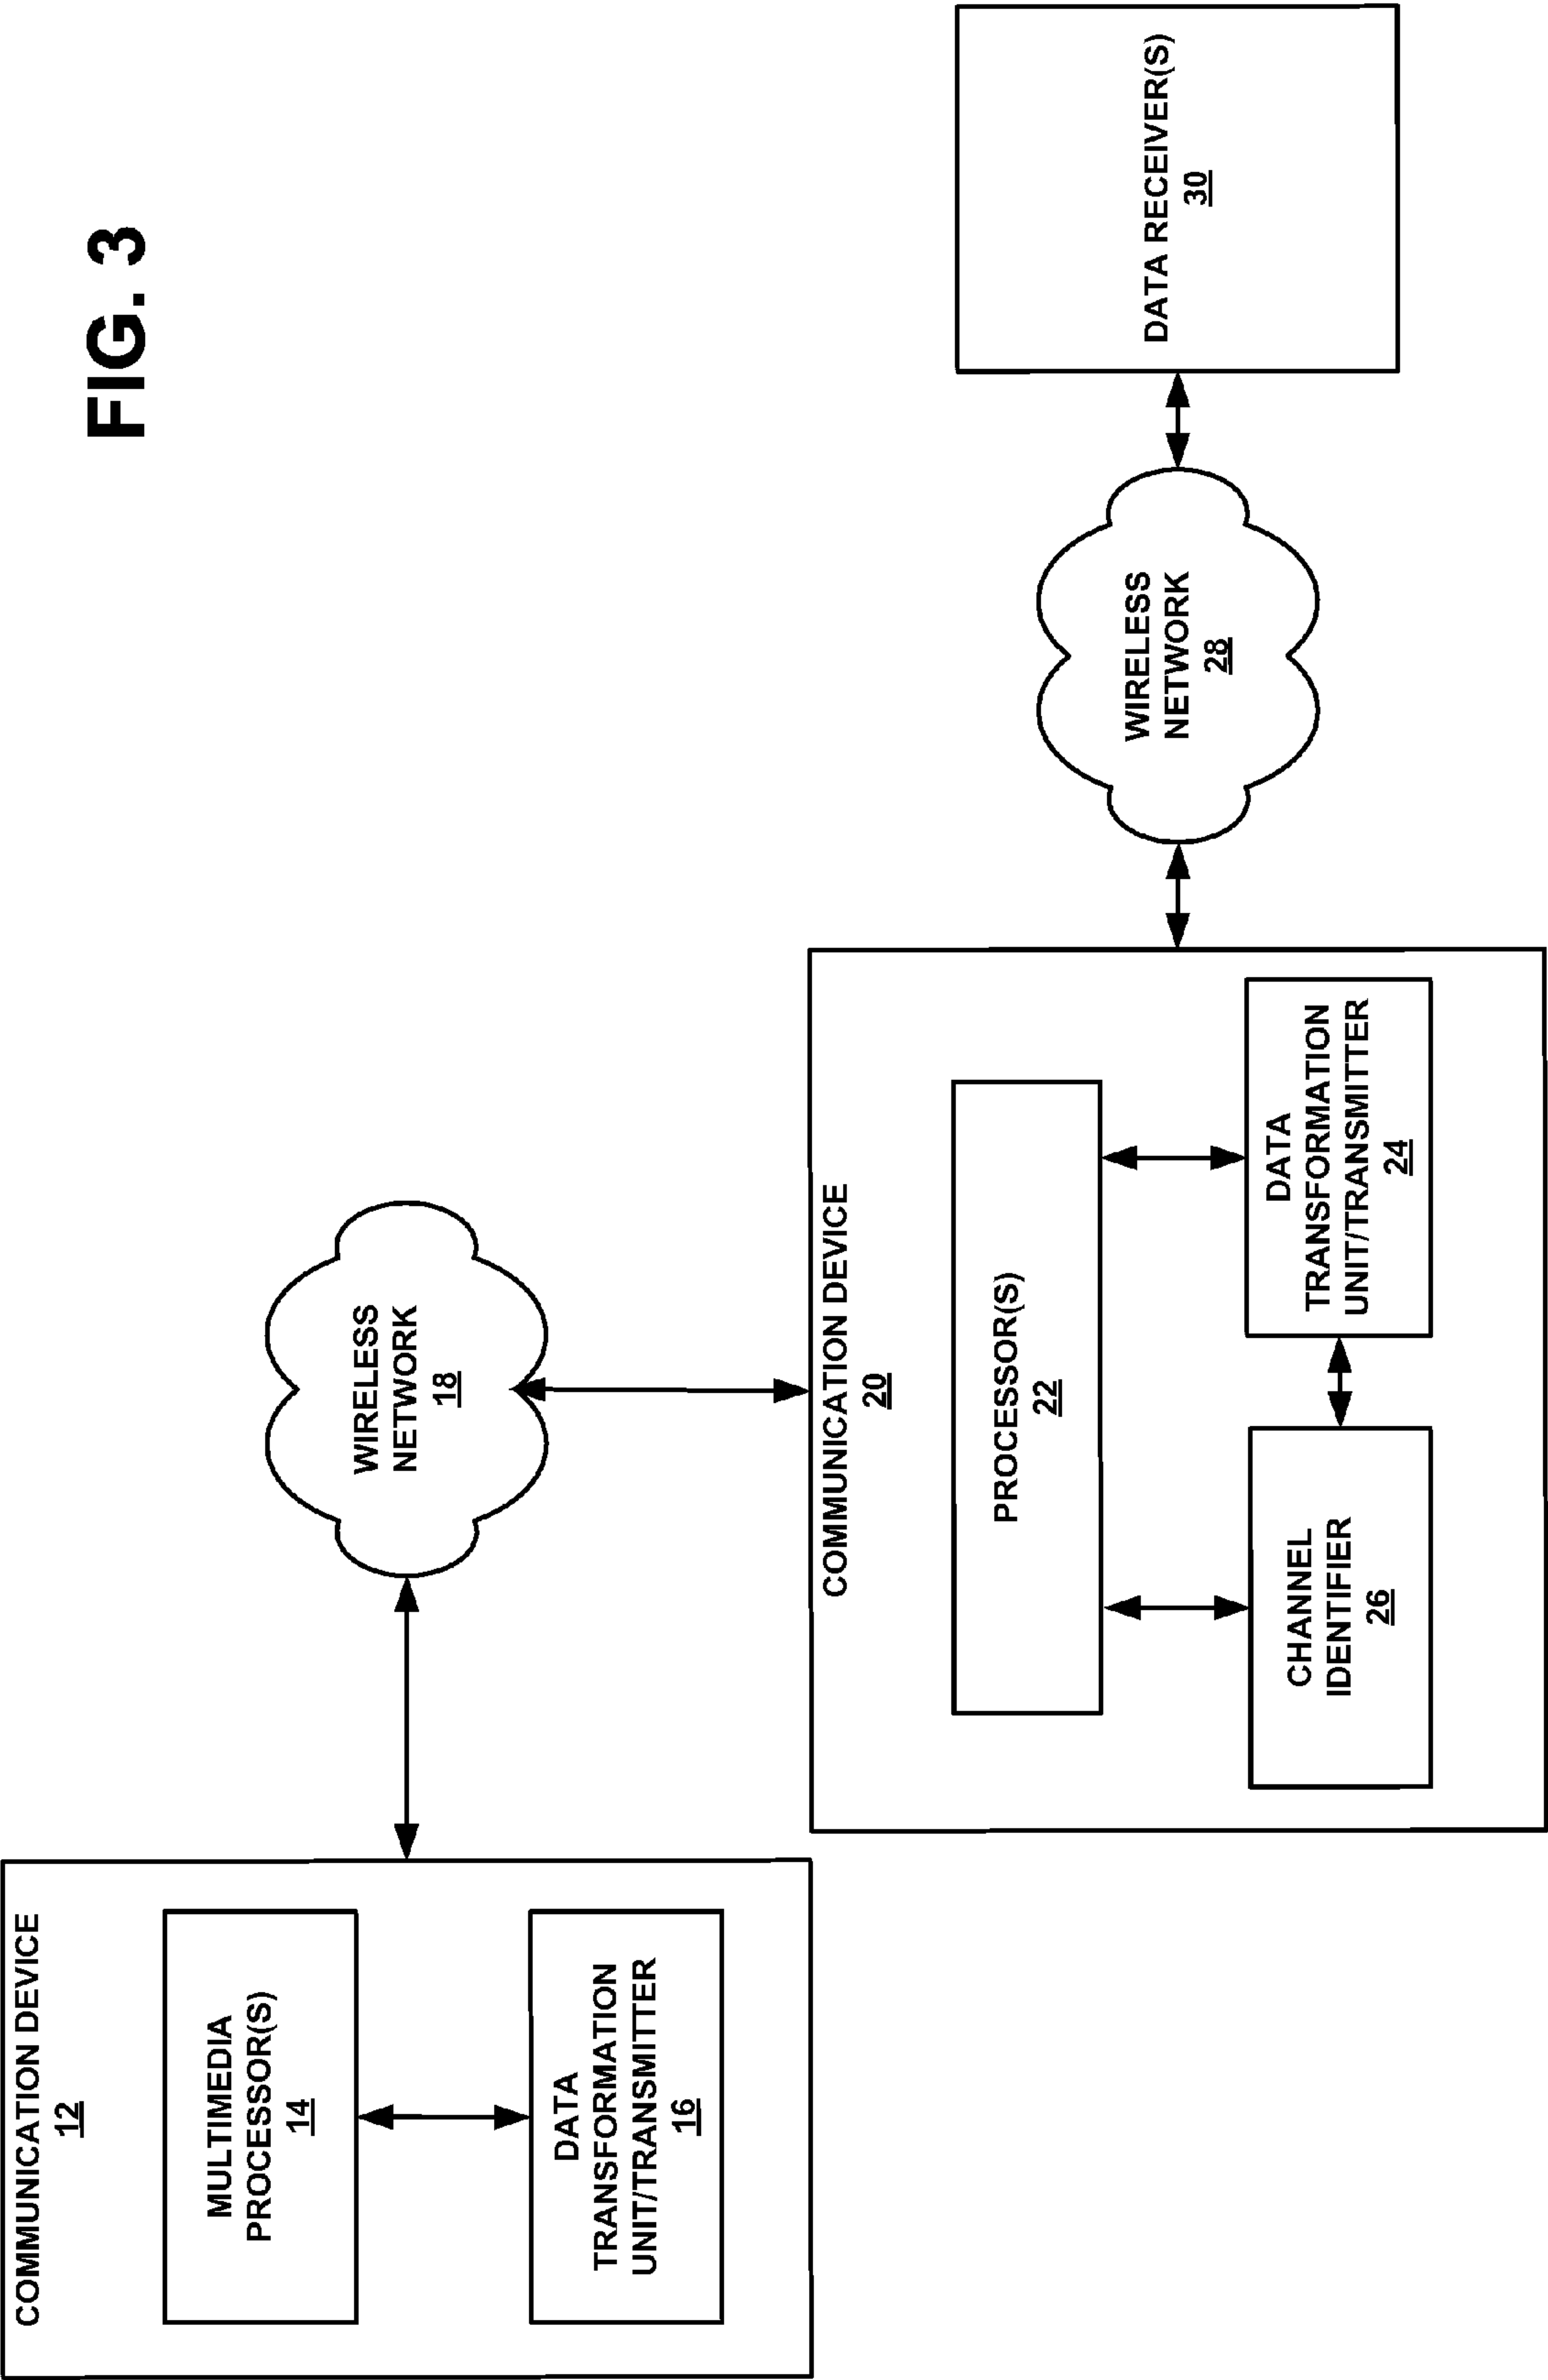 FIG. 3
COMMUNICATION DEVICE
12
MULTIMEDIA
PROCESSOR(S)
14
DATA
TRANSFORMATION
UNIT/TRANSMITTER
16
WIRELESS
NETWORK
18
COMMUNICATION DEVICE
20
PROCESSOR(S)
22
CHANNEL
IDENTIFIER
26
DATA
TRANSFORMATION
UNIT/TRANSMITTER
24
WIRELESS
NETWORK
28
DATA RECEIVER(S)
30